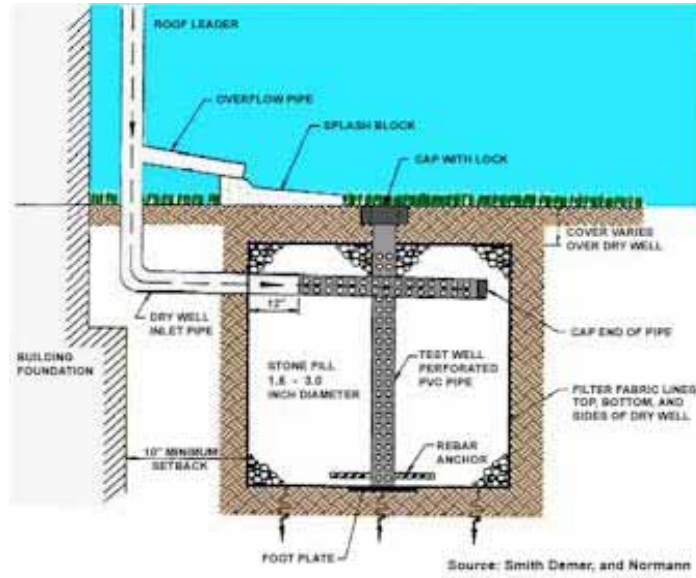 ROOF LEADER
OVERFLOW PIPE
SPLASH BLOCK
CAP WITH LOCK
COVER VARIES
OVER DRY WELL
12"
DRY WELL
INLET PIPE
CAP END OF PIPE
BUILDING
FOUNDATION
STONE FILL
1.5 - 3.0
INCH DIAMETER
TEST WELL
PERFORATED
PVC PIPE
FILTER FABRIC LINES
TOP, BOTTOM, AND
SIDES OF DRY WELL
10" MINIMUM
SETBACK
REBAR
ANCHOR
FOOT PLATE
Source: Smith Demer, and Normann